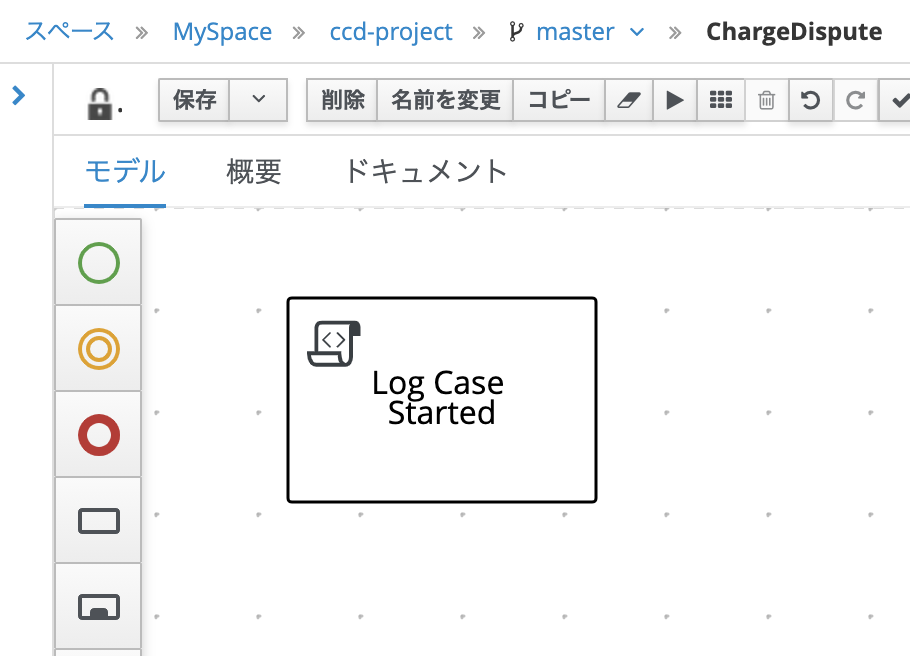 スペース » MySpace » ccd-project » master » ChargeDispute
保存 削除 名前を変更 コピー
モデル 概要 ドキュメント
Log Case
Started